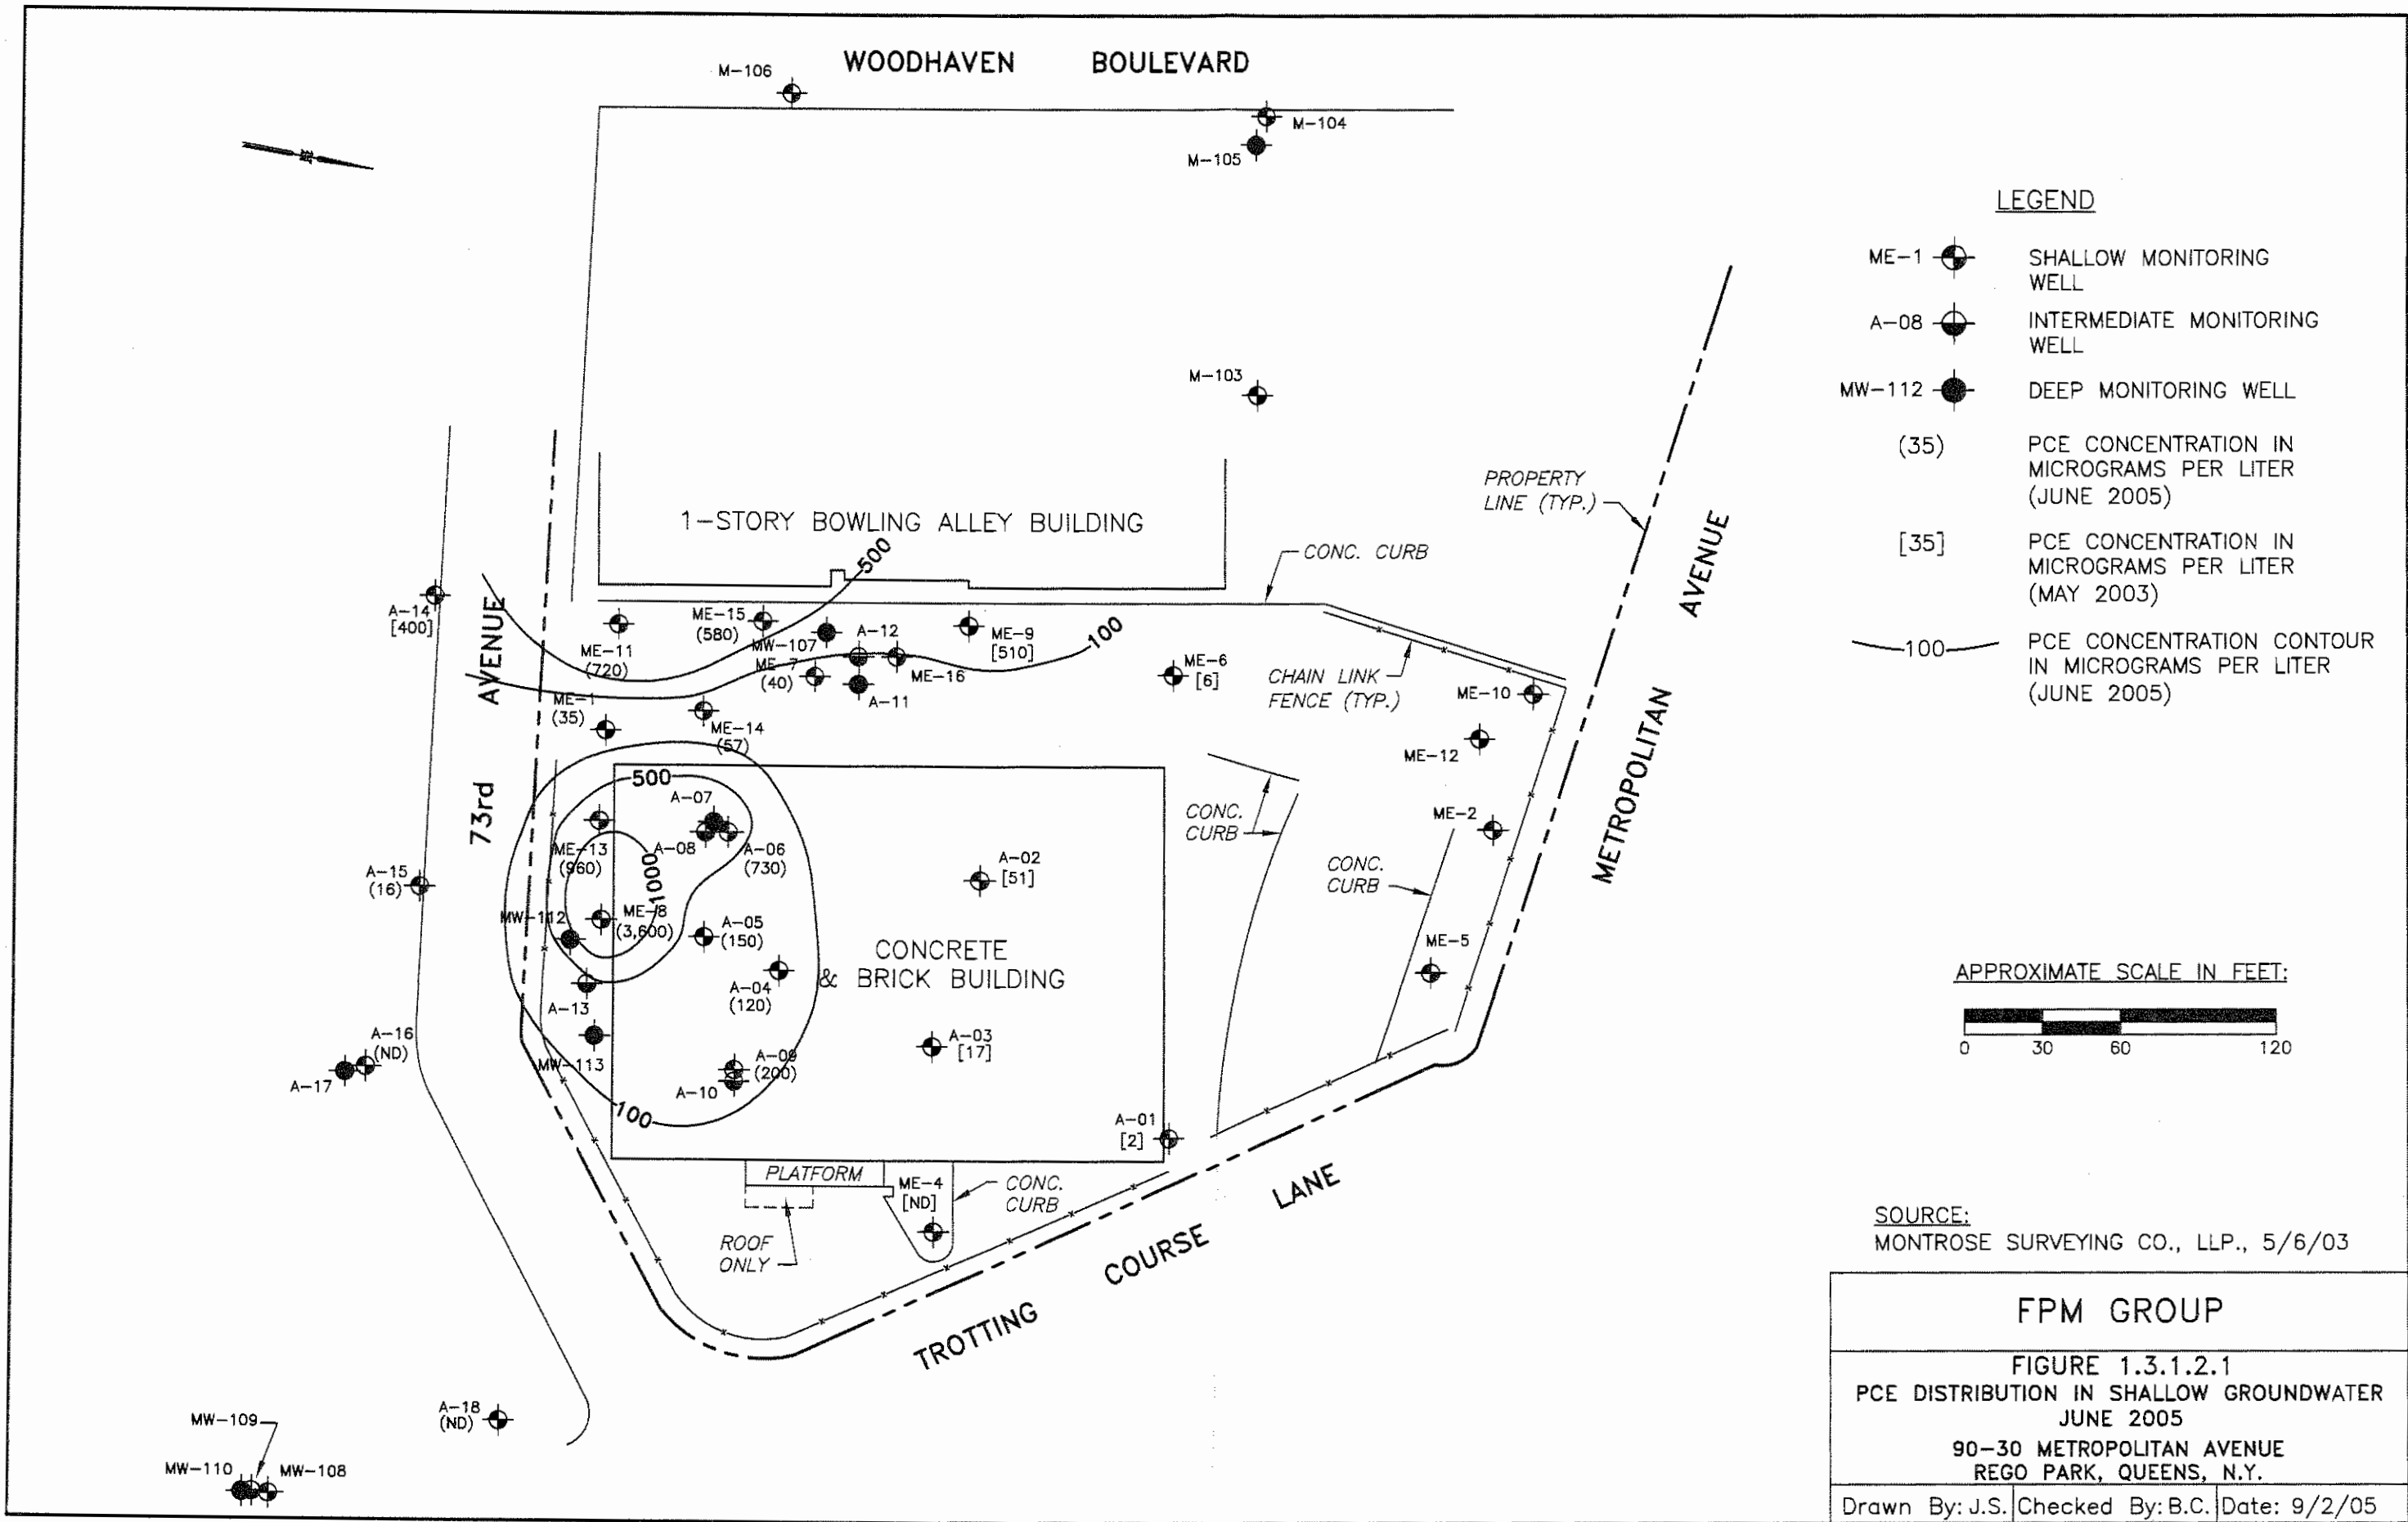 WOODHAVEN BOULEVARD
M-106
M-104
M-105
M-103
N
LEGEND
ME-1 SHALLOW MONITORING
WELL
A-08 INTERMEDIATE MONITORING
WELL
MW-112 DEEP MONITORING WELL
(35) PCE CONCENTRATION IN
MICROGRAMS PER LITER
(JUNE 2005)
[35] PCE CONCENTRATION IN
MICROGRAMS PER LITER
(MAY 2003)
100 PCE CONCENTRATION CONTOUR
IN MICROGRAMS PER LITER
(JUNE 2005)
PROPERTY
LINE (TYP.)
1-STORY BOWLING ALLEY BUILDING
CONC. CURB
500
100
A-14
[400]
ME-11
(720)
ME-15
(580)
MW-107
A-12
ME-7
(40)
ME-9
[510]
ME-16
A-11
ME-6
[6]
CHAIN LINK
FENCE (TYP.)
ME-10
ME-12
ME-2
ME-5
ME-1
(35)
ME-14
(57)
73rd AVENUE
METROPOLITAN AVENUE
500
A-07
A-08
A-06
(730)
ME-13
(960)
1000
A-15
(16)
MW-112
ME-8
(3,600)
A-05
(150)
A-02
[51]
CONC.
CURB
CONC.
CURB
CONCRETE
& BRICK BUILDING
A-04
(120)
A-13
A-03
[17]
A-16
(ND)
A-17
MW-113
A-09
(200)
A-10
100
A-01
[2]
PLATFORM
ME-4
[ND]
CONC.
CURB
ROOF
ONLY
TROTTING COURSE LANE
A-18
(ND)
MW-109
MW-110
MW-108
APPROXIMATE SCALE IN FEET:
0 30 60 120
SOURCE:
MONTROSE SURVEYING CO., LLP., 5/6/03
FPM GROUP
FIGURE 1.3.1.2.1
PCE DISTRIBUTION IN SHALLOW GROUNDWATER
JUNE 2005
90-30 METROPOLITAN AVENUE
REGO PARK, QUEENS, N.Y.
Drawn By: J.S. Checked By: B.C. Date: 9/2/05